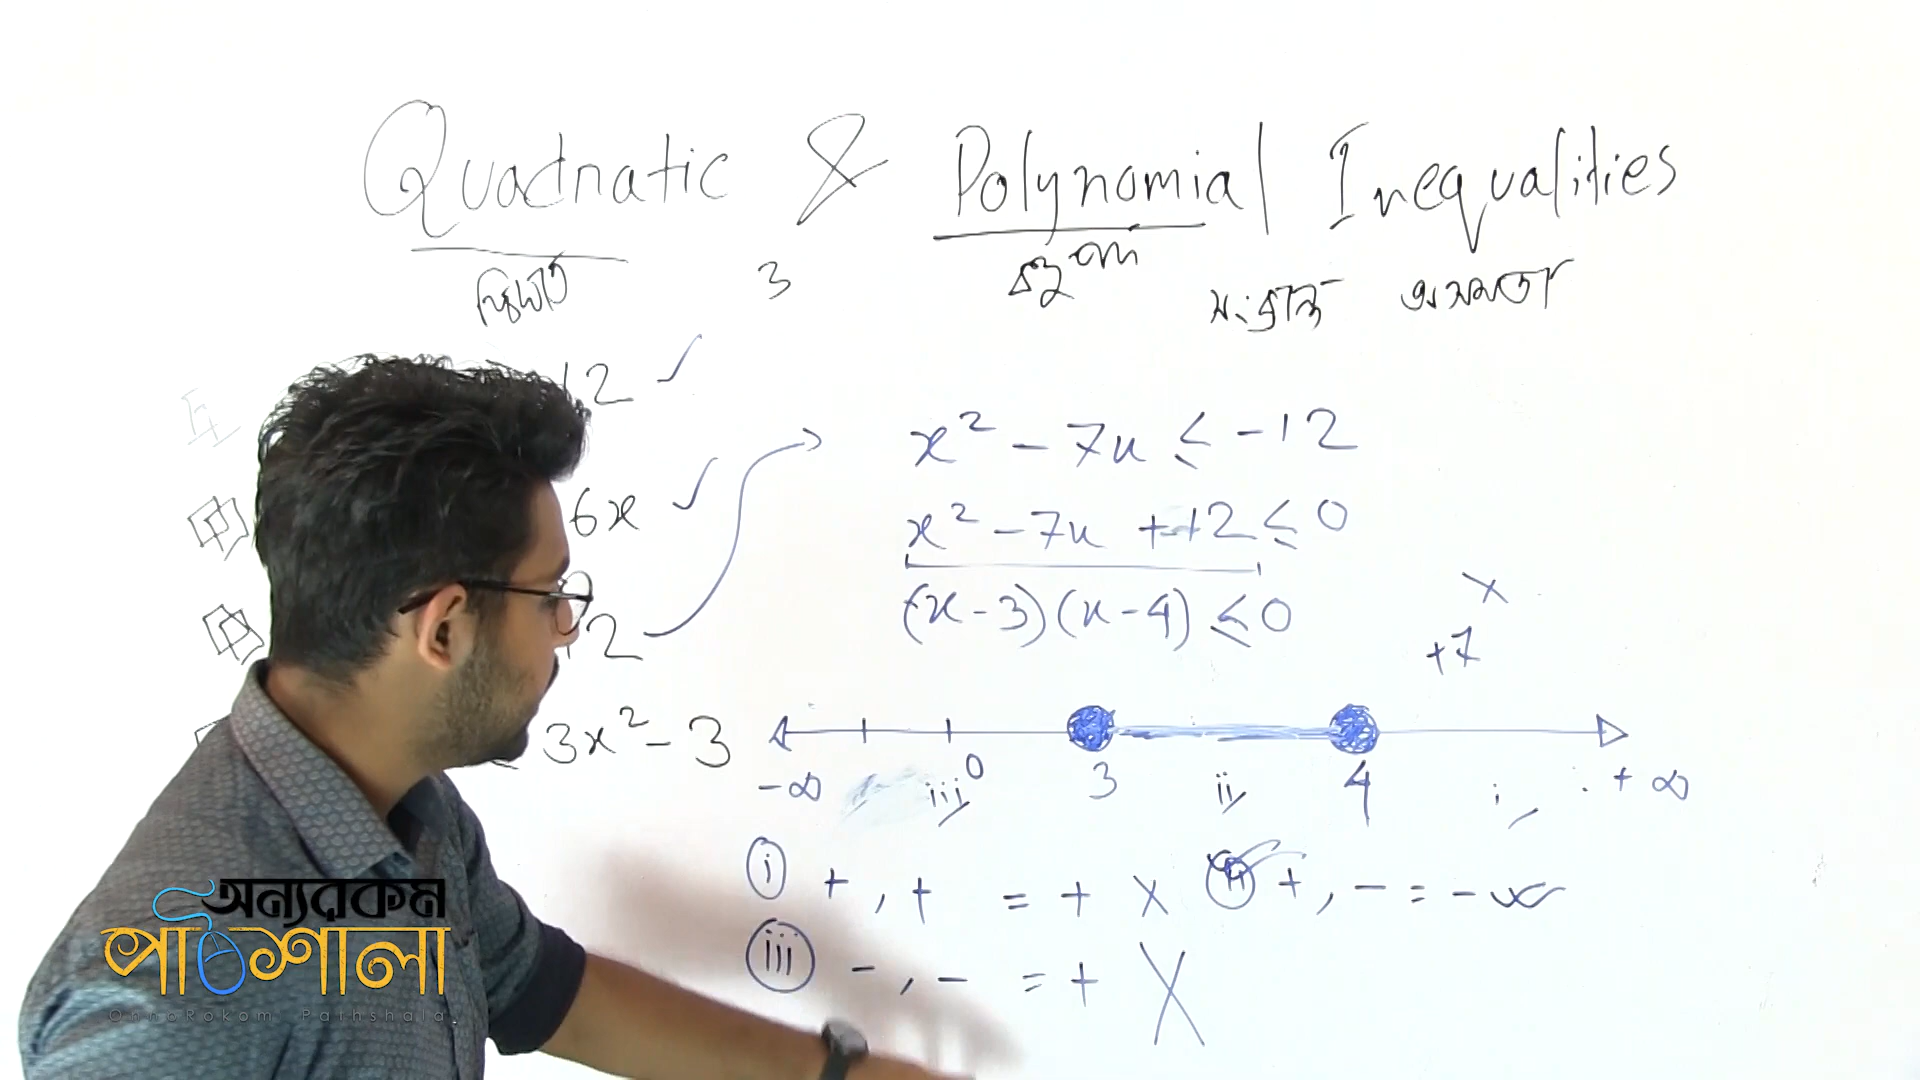 Quadratic & Polynomial Inequalities
দ্বিঘাত 3 বহুপদী সংক্রান্ত অসমতা
12 ✓
x² - 7x ≤ -12
6x ✓
x² - 7x + 12 ≤ 0
(x - 3)(x - 4) ≤ 0
+7
12
3x² - 3
-∞ 0 3 4 + ∞
iii ii i
i + , + = + X ii + , - = -
iii - , - = + X
অন্যরকম
পাঠশালা
OnnoRokom Pathshala